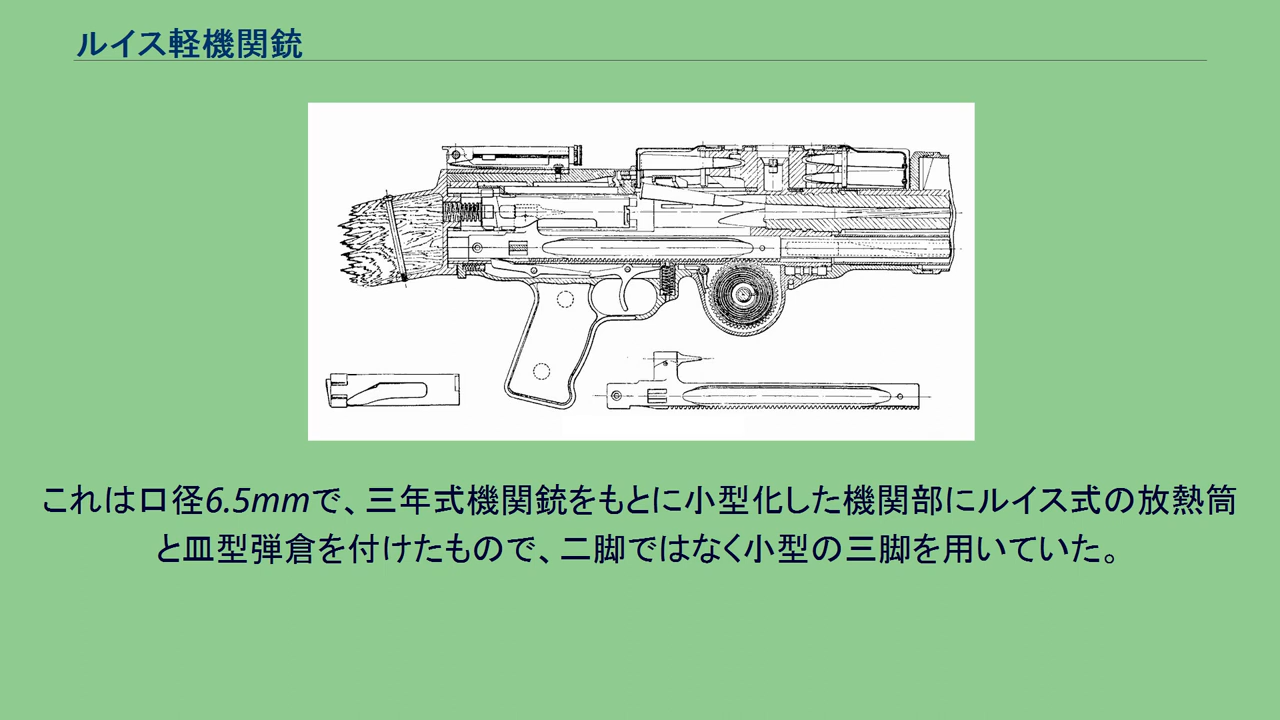 ルイス軽機関銃
これは口径6.5mmで、三年式機関銃をもとに小型化した機関部にルイス式の放熱筒
と皿型弾倉を付けたもので、二脚ではなく小型の三脚を用いていた。